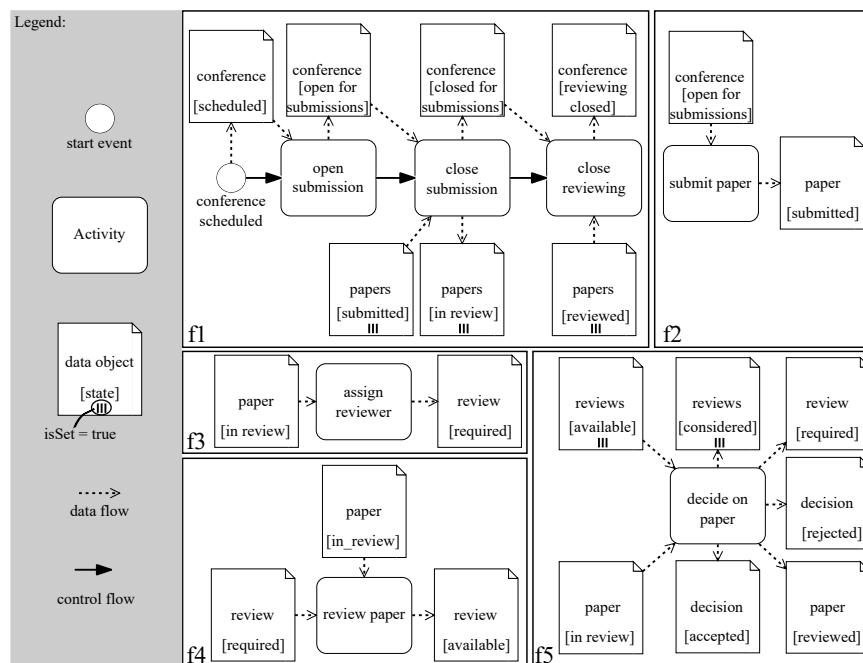 Legend:
start event
Activity
data object
[state]
isSet = true
data flow
control flow
conference
[scheduled]
conference
[open for
submissions]
conference
[closed for
submissions]
conference
[reviewing
closed]
open
submission
close
submission
close
reviewing
conference
scheduled
papers
[submitted]
papers
[in review]
papers
[reviewed]
f1
conference
[open for
submissions]
submit paper
paper
[submitted]
f2
paper
[in review]
assign
reviewer
review
[required]
f3
paper
[in_review]
review
[required]
review paper
review
[available]
f4
reviews
[available]
reviews
[considered]
review
[required]
decide on
paper
decision
[rejected]
paper
[in review]
decision
[accepted]
paper
[reviewed]
f5